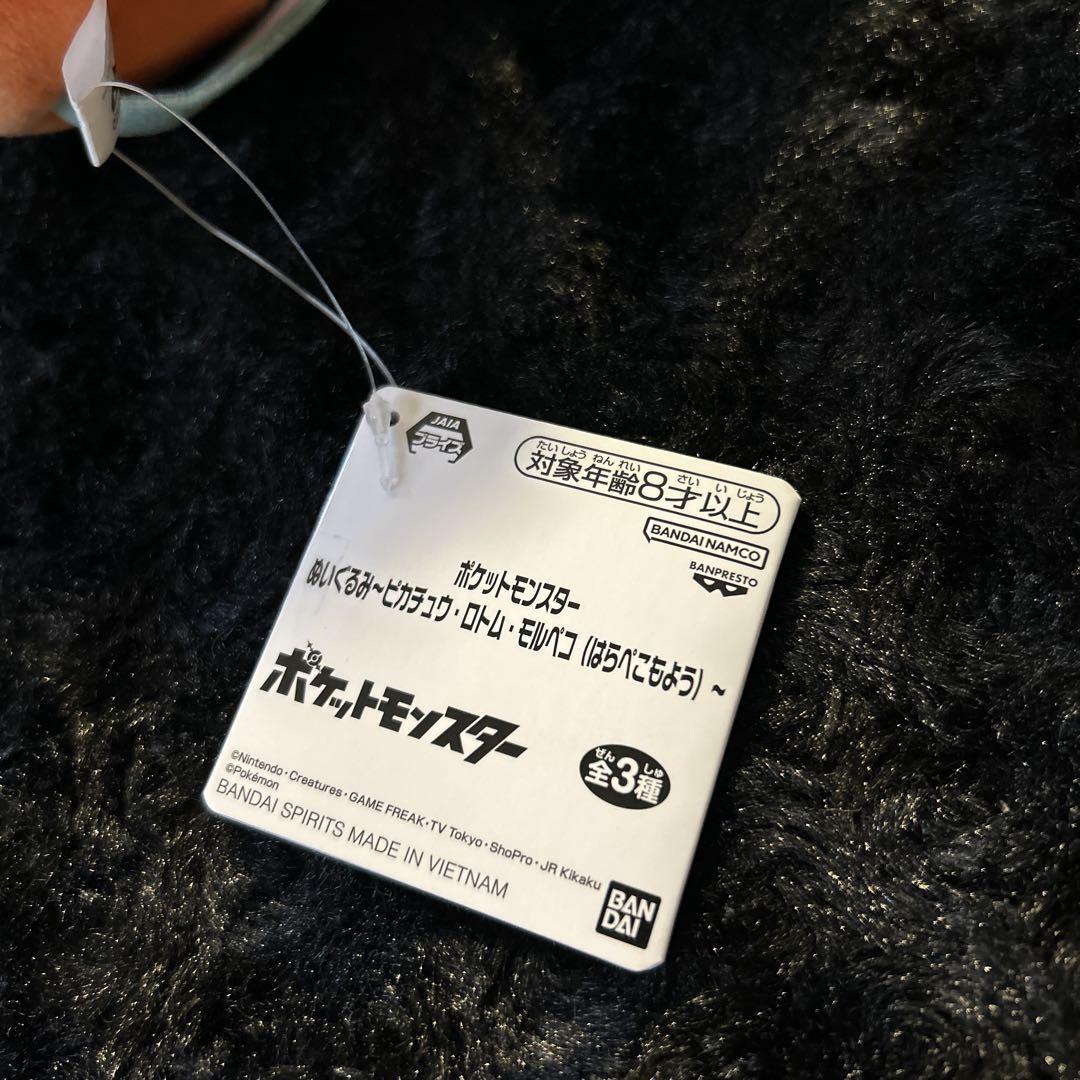 JAIA
プライズ
たいしょう ねん れい さい い じょう
対象年齢8才以上
BANDAI NAMCO
BANPRESTO
ポケットモンスター
ぬいぐるみ~ピカチュウ・ロトム・モルペコ (はらぺこもよう) ~
ポケットモンスター
ぜん しゅ
全3種
©Nintendo・Creatures・GAME FREAK・TV Tokyo・ShoPro・JR Kikaku
©Pokémon
BANDAI SPIRITS MADE IN VIETNAM
BAN
DAI